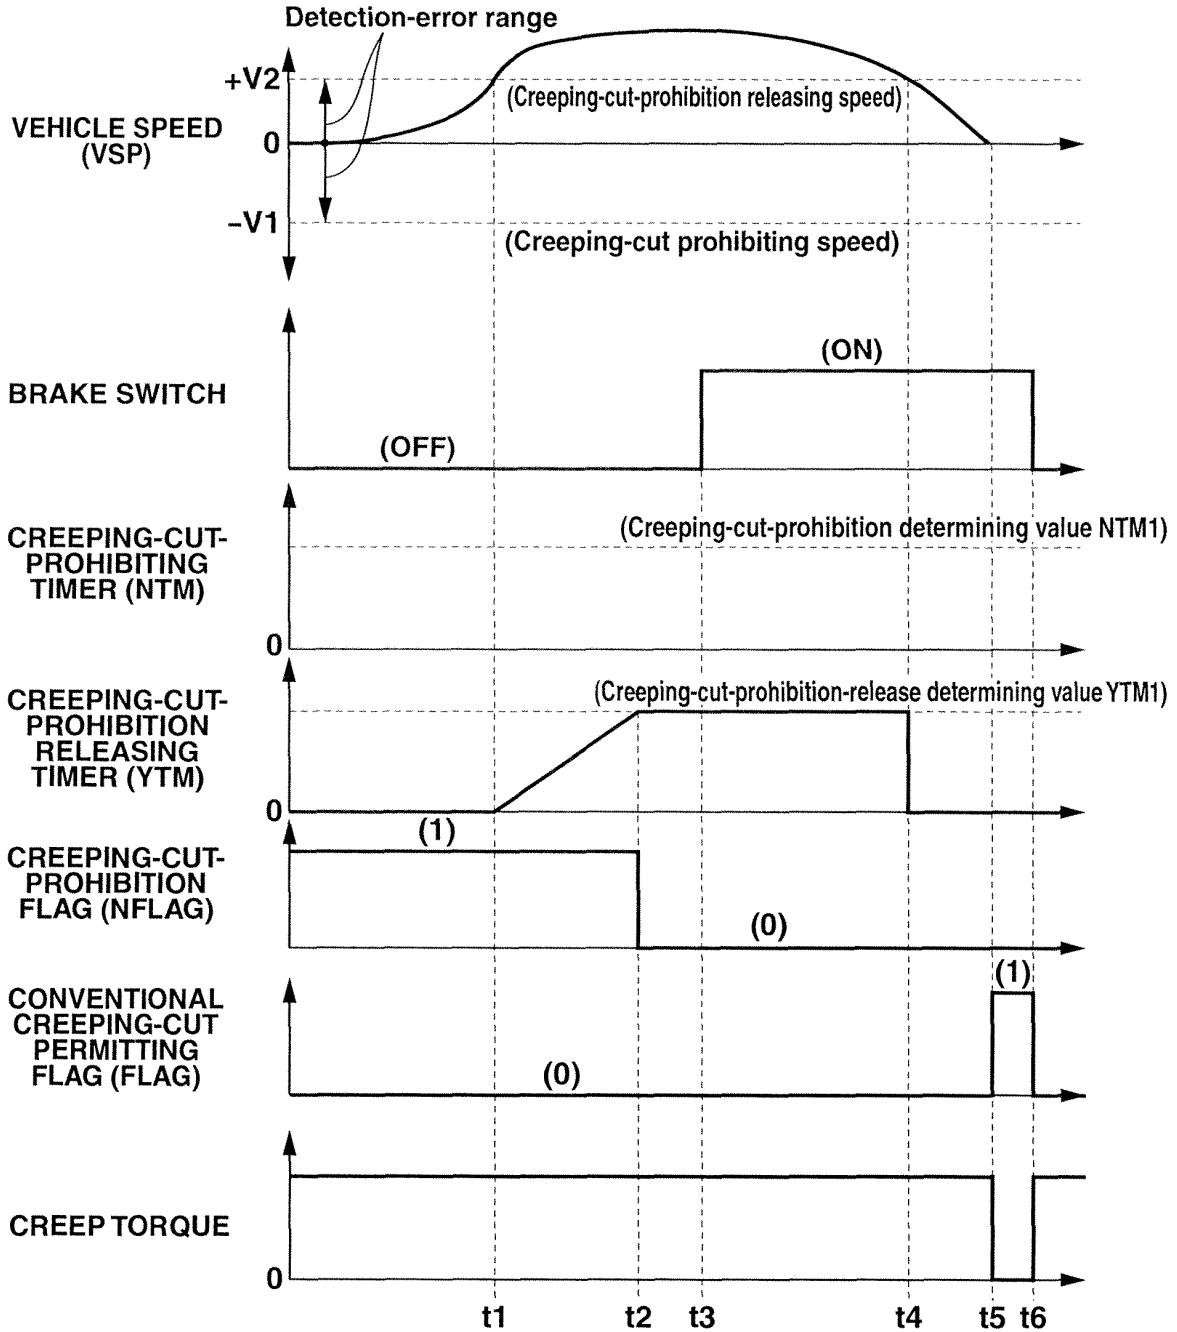 Detection-error range
+V2
(Creeping-cut-prohibition releasing speed)
VEHICLE SPEED
(VSP)
0
–V1
(Creeping-cut prohibiting speed)
(ON)
BRAKE SWITCH
(OFF)
(Creeping-cut-prohibition determining value NTM1)
CREEPING-CUT-
PROHIBITING
TIMER (NTM)
0
(Creeping-cut-prohibition-release determining value YTM1)
CREEPING-CUT-
PROHIBITION
RELEASING
TIMER (YTM)
0
(1)
CREEPING-CUT-
PROHIBITION
FLAG (NFLAG)
(0)
(1)
CONVENTIONAL
CREEPING-CUT
PERMITTING
FLAG (FLAG)
(0)
CREEP TORQUE
0
t1 t2 t3 t4 t5 t6